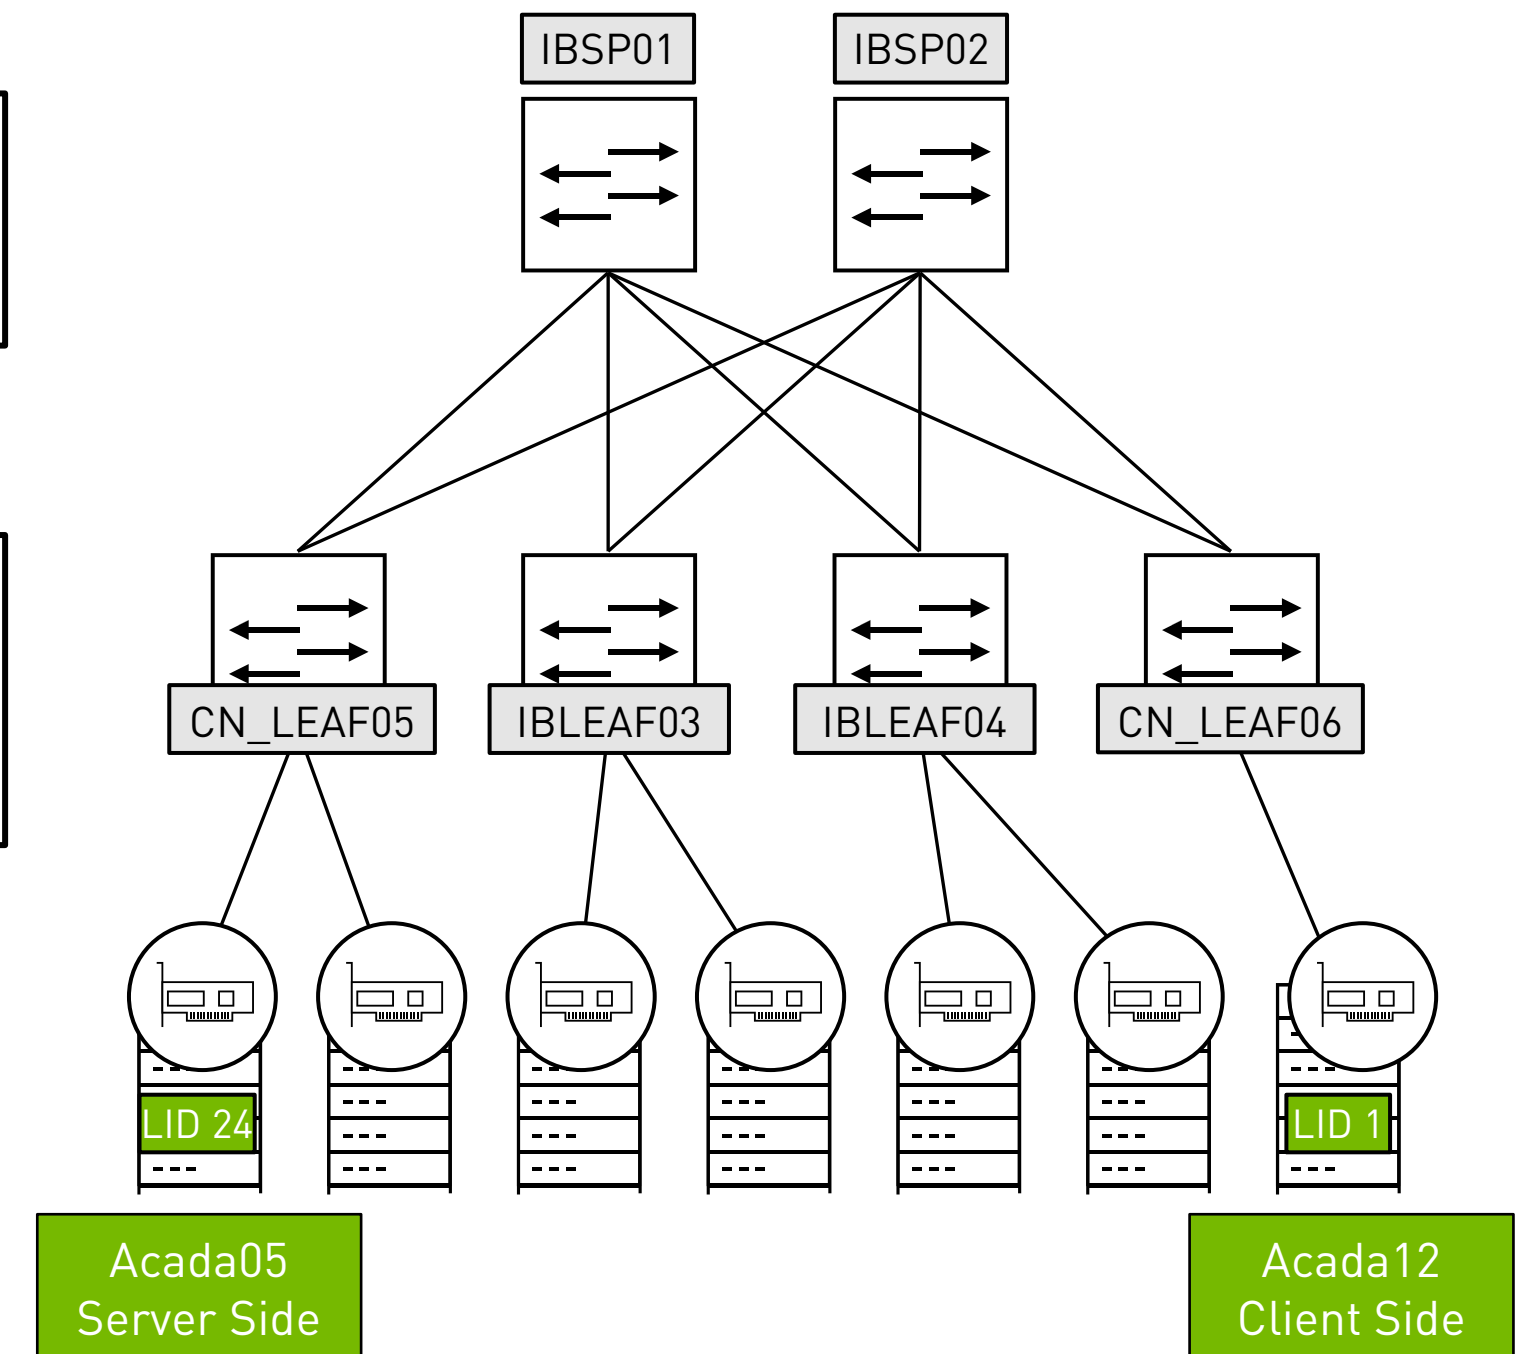 IBSP01
IBSP02
CN_LEAF05
IBLEAF03
IBLEAF04
CN_LEAF06
LID 24
LID 1
Acada05
Server Side
Acada12
Client Side